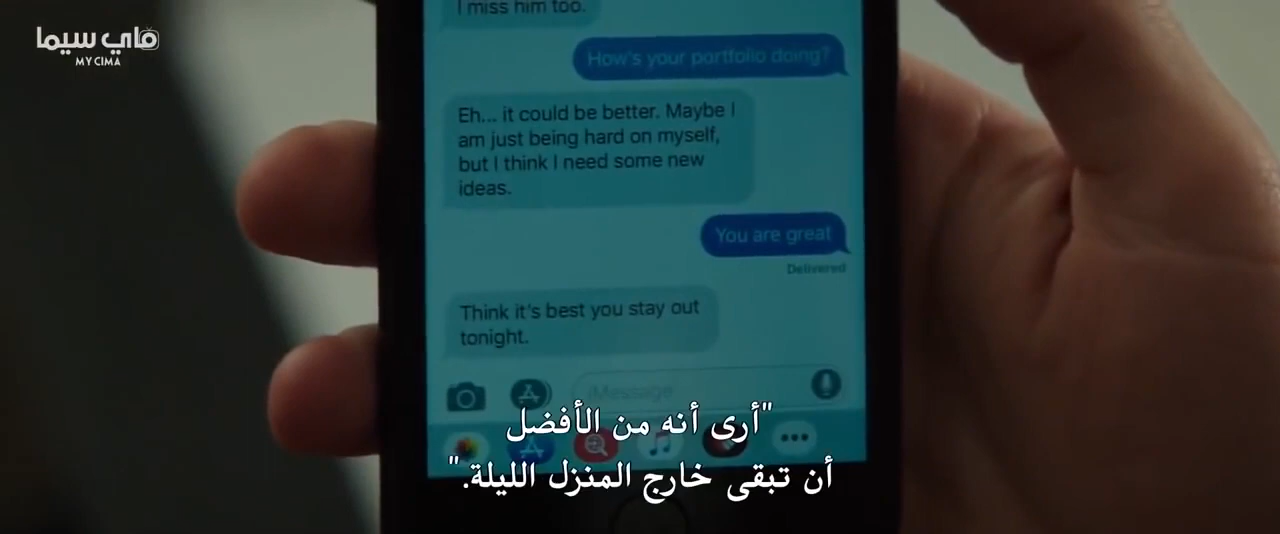 ماي سيما
MY CIMA
I miss him too.
How's your portfolio doing?
Eh... it could be better. Maybe I
am just being hard on myself,
but I think I need some new
ideas.
You are great
Delivered
Think it's best you stay out
tonight.
iMessage
"أرى أنه من الأفضل
أن تبقى خارج المنزل الليلة."